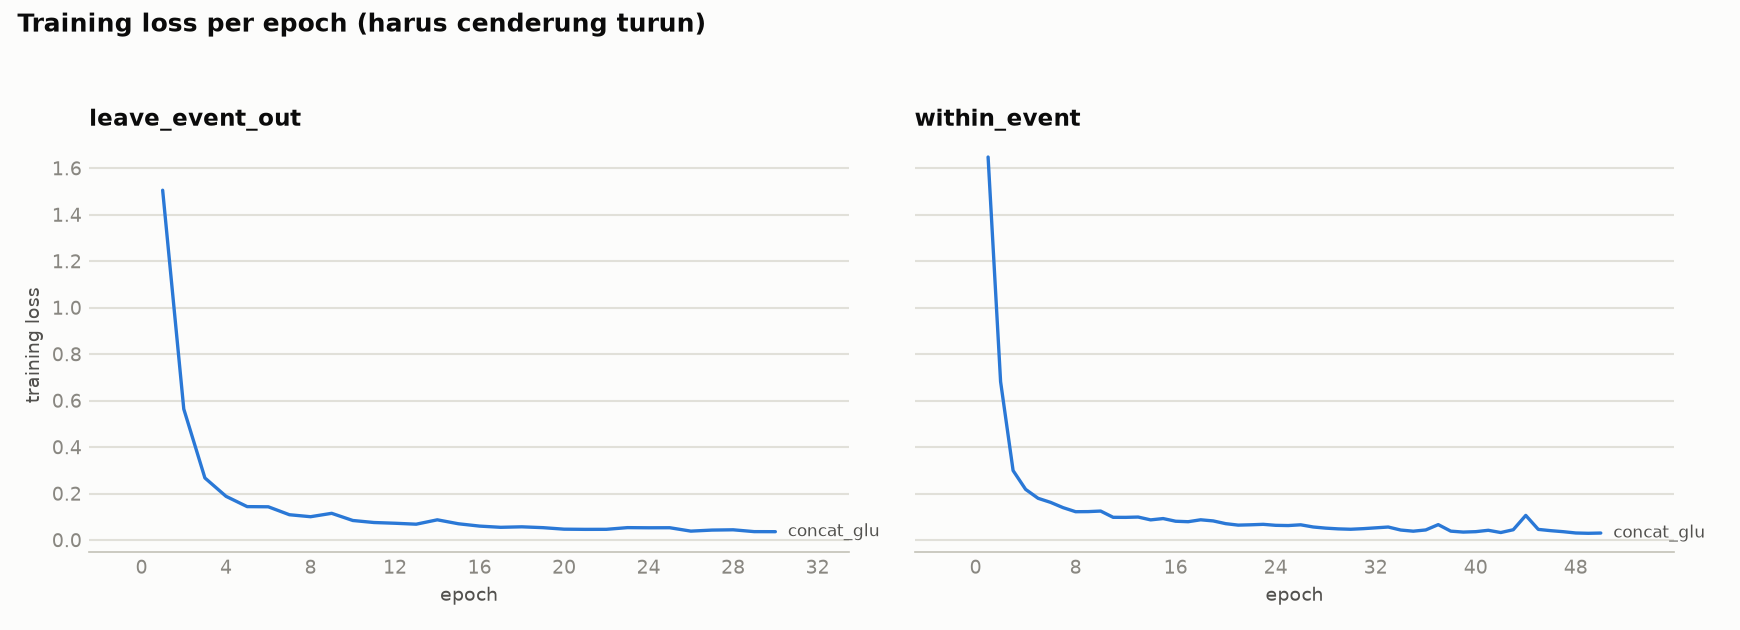 Training loss per epoch (harus cenderung turun)
leave_event_out
within_event
training loss
1.6
1.4
1.2
1.0
0.8
0.6
0.4
0.2
0.0
concat_glu
concat_glu
0 4 8 12 16 20 24 28 32
0 8 16 24 32 40 48
epoch
epoch